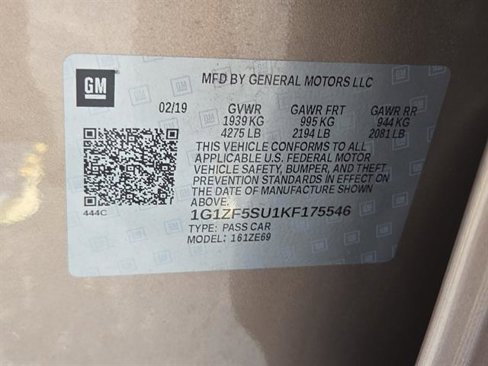 GM
MFD BY GENERAL MOTORS LLC
02/19 GVWR GAWR FRT GAWR RR
1939 KG 995 KG 944 KG
4275 LB 2194 LB 2081 LB
THIS VEHICLE CONFORMS TO ALL
APPLICABLE U.S. FEDERAL MOTOR
VEHICLE SAFETY, BUMPER, AND THEFT
PREVENTION STANDARDS IN EFFECT ON
THE DATE OF MANUFACTURE SHOWN
ABOVE.
444C
1G1ZF5SU1KF175546
TYPE: PASS CAR
MODEL: 161ZE69